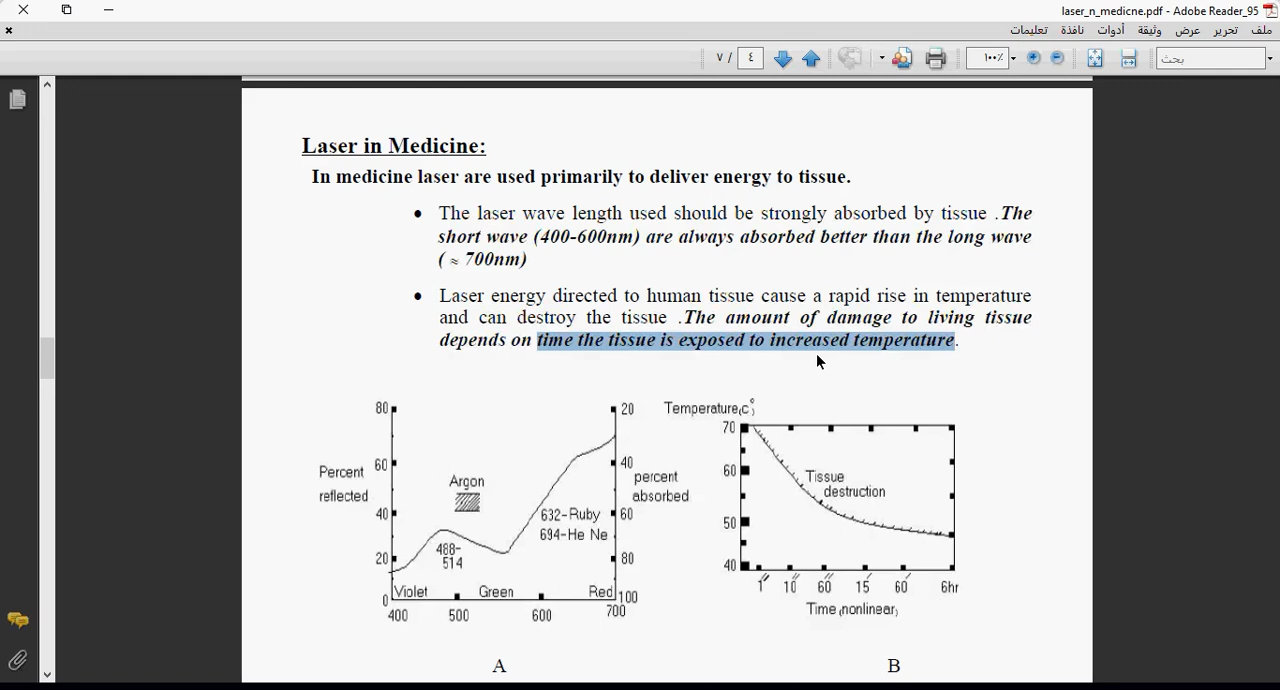 laser_n_medicne.pdf - Adobe Reader_95
ملف تحرير عرض وثيقة أدوات نافذة تعليمات
٧ / ٤ ١٠٠٪ بحث
Laser in Medicine:
In medicine laser are used primarily to deliver energy to tissue.
• The laser wave length used should be strongly absorbed by tissue .The
short wave (400-600nm) are always absorbed better than the long wave
( ≈ 700nm)
• Laser energy directed to human tissue cause a rapid rise in temperature
and can destroy the tissue .The amount of damage to living tissue
depends on time the tissue is exposed to increased temperature.
80
60
40
20
0
Percent
reflected
Argon
488-
514
632-Ruby
694-He Ne
20
40
60
80
100
percent
absorbed
Violet Green Red
400 500 600 700
A
Temperature(c°)
70
60
50
40
Tissue
destruction
1″ 10″ 60″ 15′ 60′ 6hr
Time (nonlinear)
B